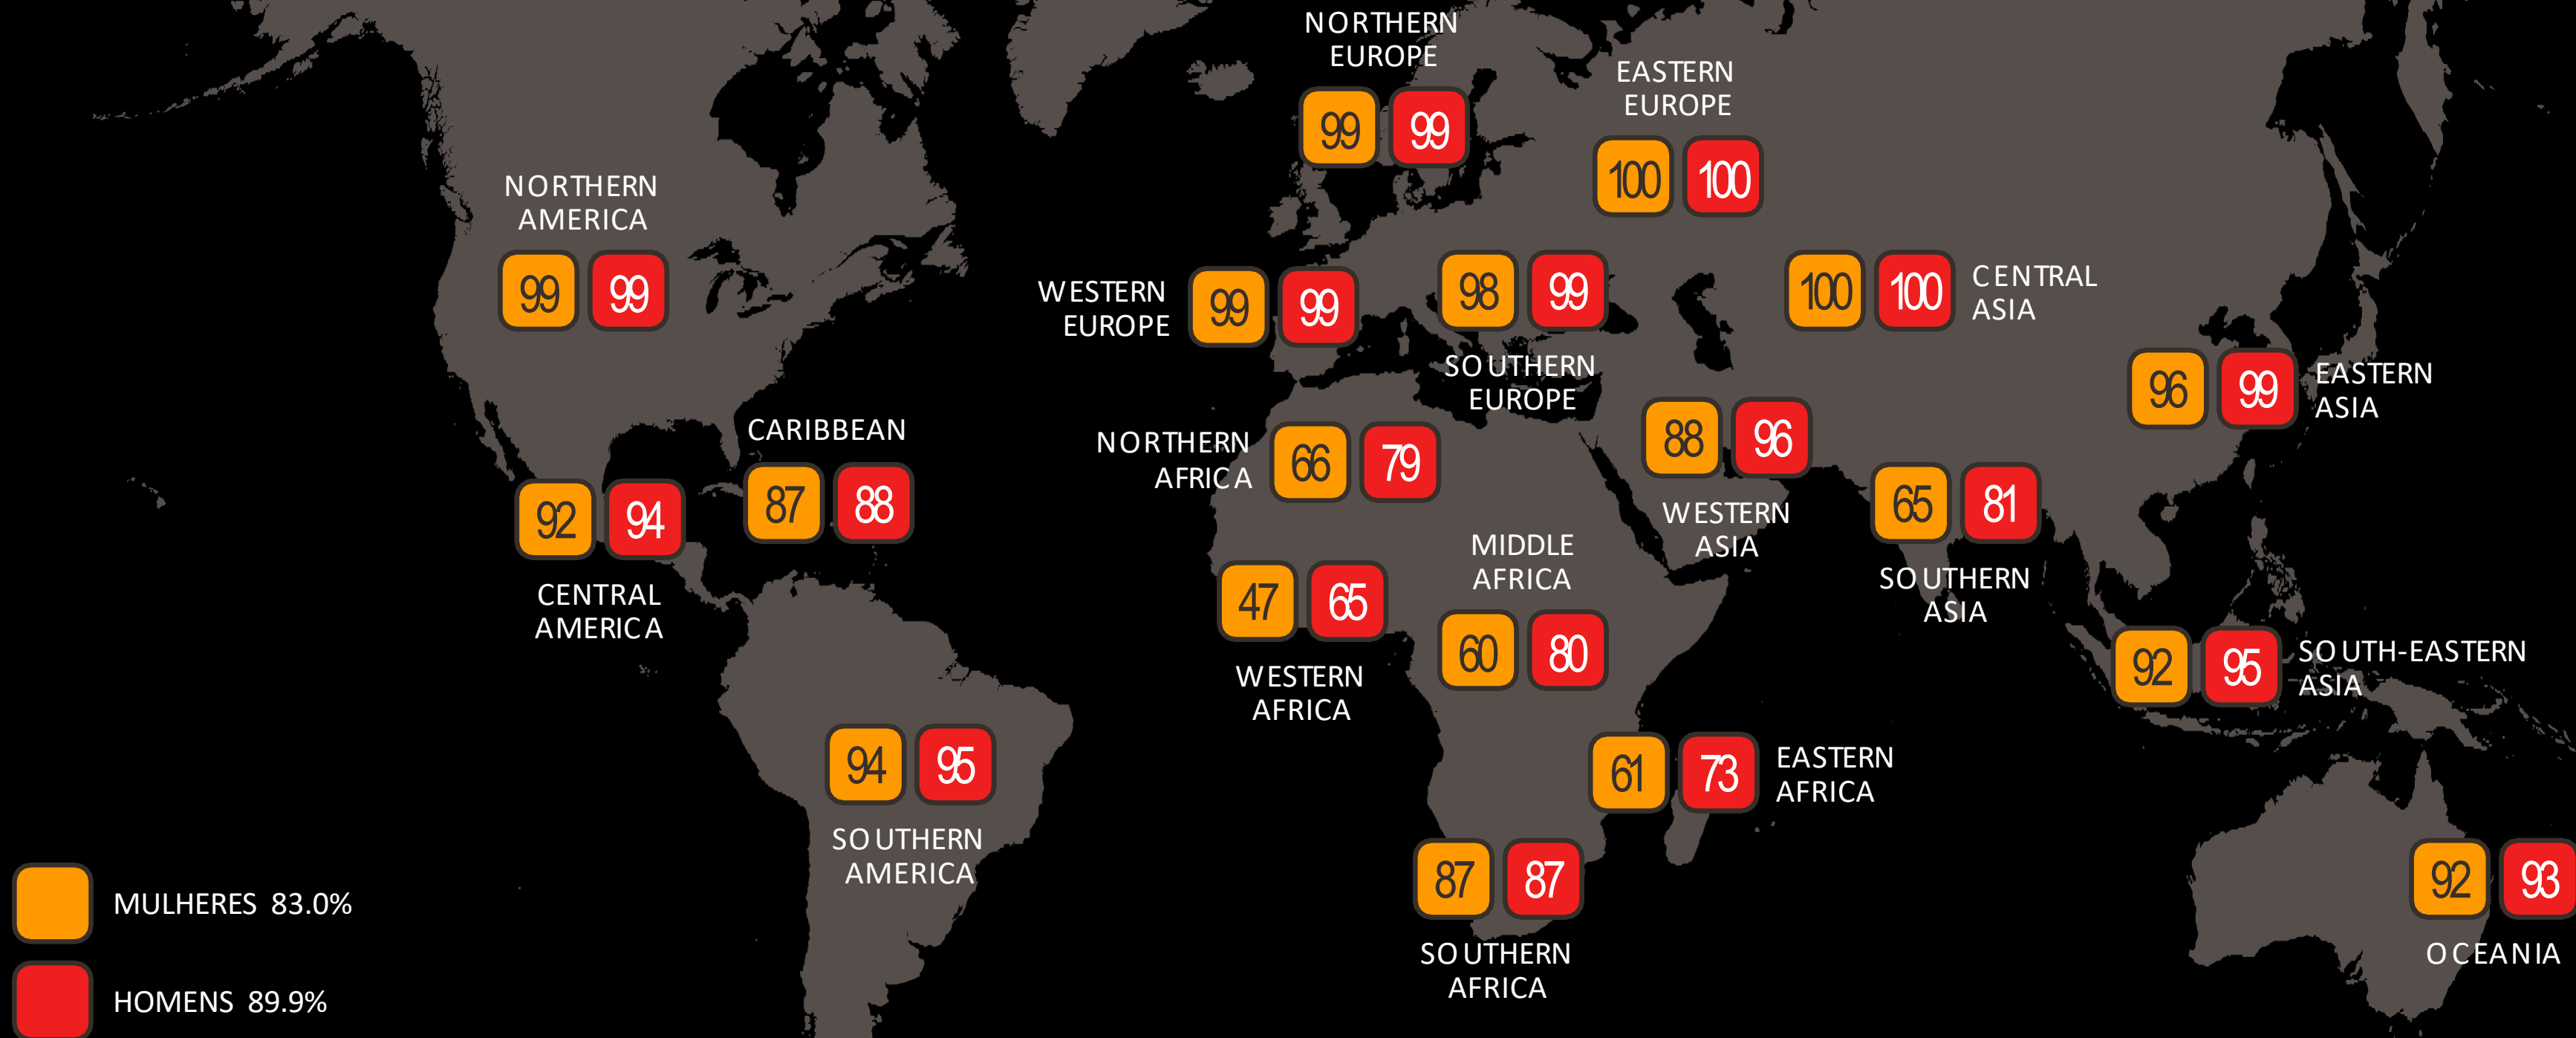 NORTHERN
EUROPE
99 99
EASTERN
EUROPE
100 100
NORTHERN
AMERICA
99 99
WESTERN
EUROPE
99 99
98 99
SOUTHERN
EUROPE
100 100
CENTRAL
ASIA
96 99
EASTERN
ASIA
CARIBBEAN
87 88
92 94
CENTRAL
AMERICA
NORTHERN
AFRICA
66 79
88 96
WESTERN
ASIA
65 81
SOUTHERN
ASIA
47 65
WESTERN
AFRICA
MIDDLE
AFRICA
60 80
92 95
SOUTH-EASTERN
ASIA
94 95
SOUTHERN
AMERICA
61 73
EASTERN
AFRICA
87 87
SOUTHERN
AFRICA
92 93
OCEANIA
MULHERES 83.0%
HOMENS 89.9%